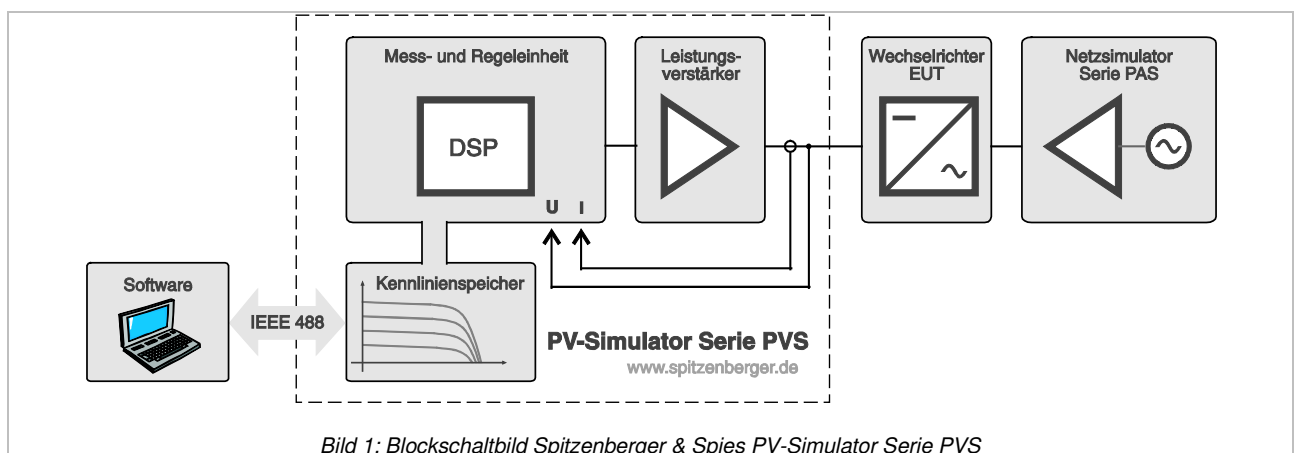 Mess- und Regeleinheit
DSP
U I
Leistungs-
verstärker
Wechselrichter
EUT
Netzsimulator
Serie PAS
Software
IEEE 488
Kennlinienspeicher
PV-Simulator Serie PVS
www.spitzenberger.de
Bild 1: Blockschaltbild Spitzenberger & Spies PV-Simulator Serie PVS